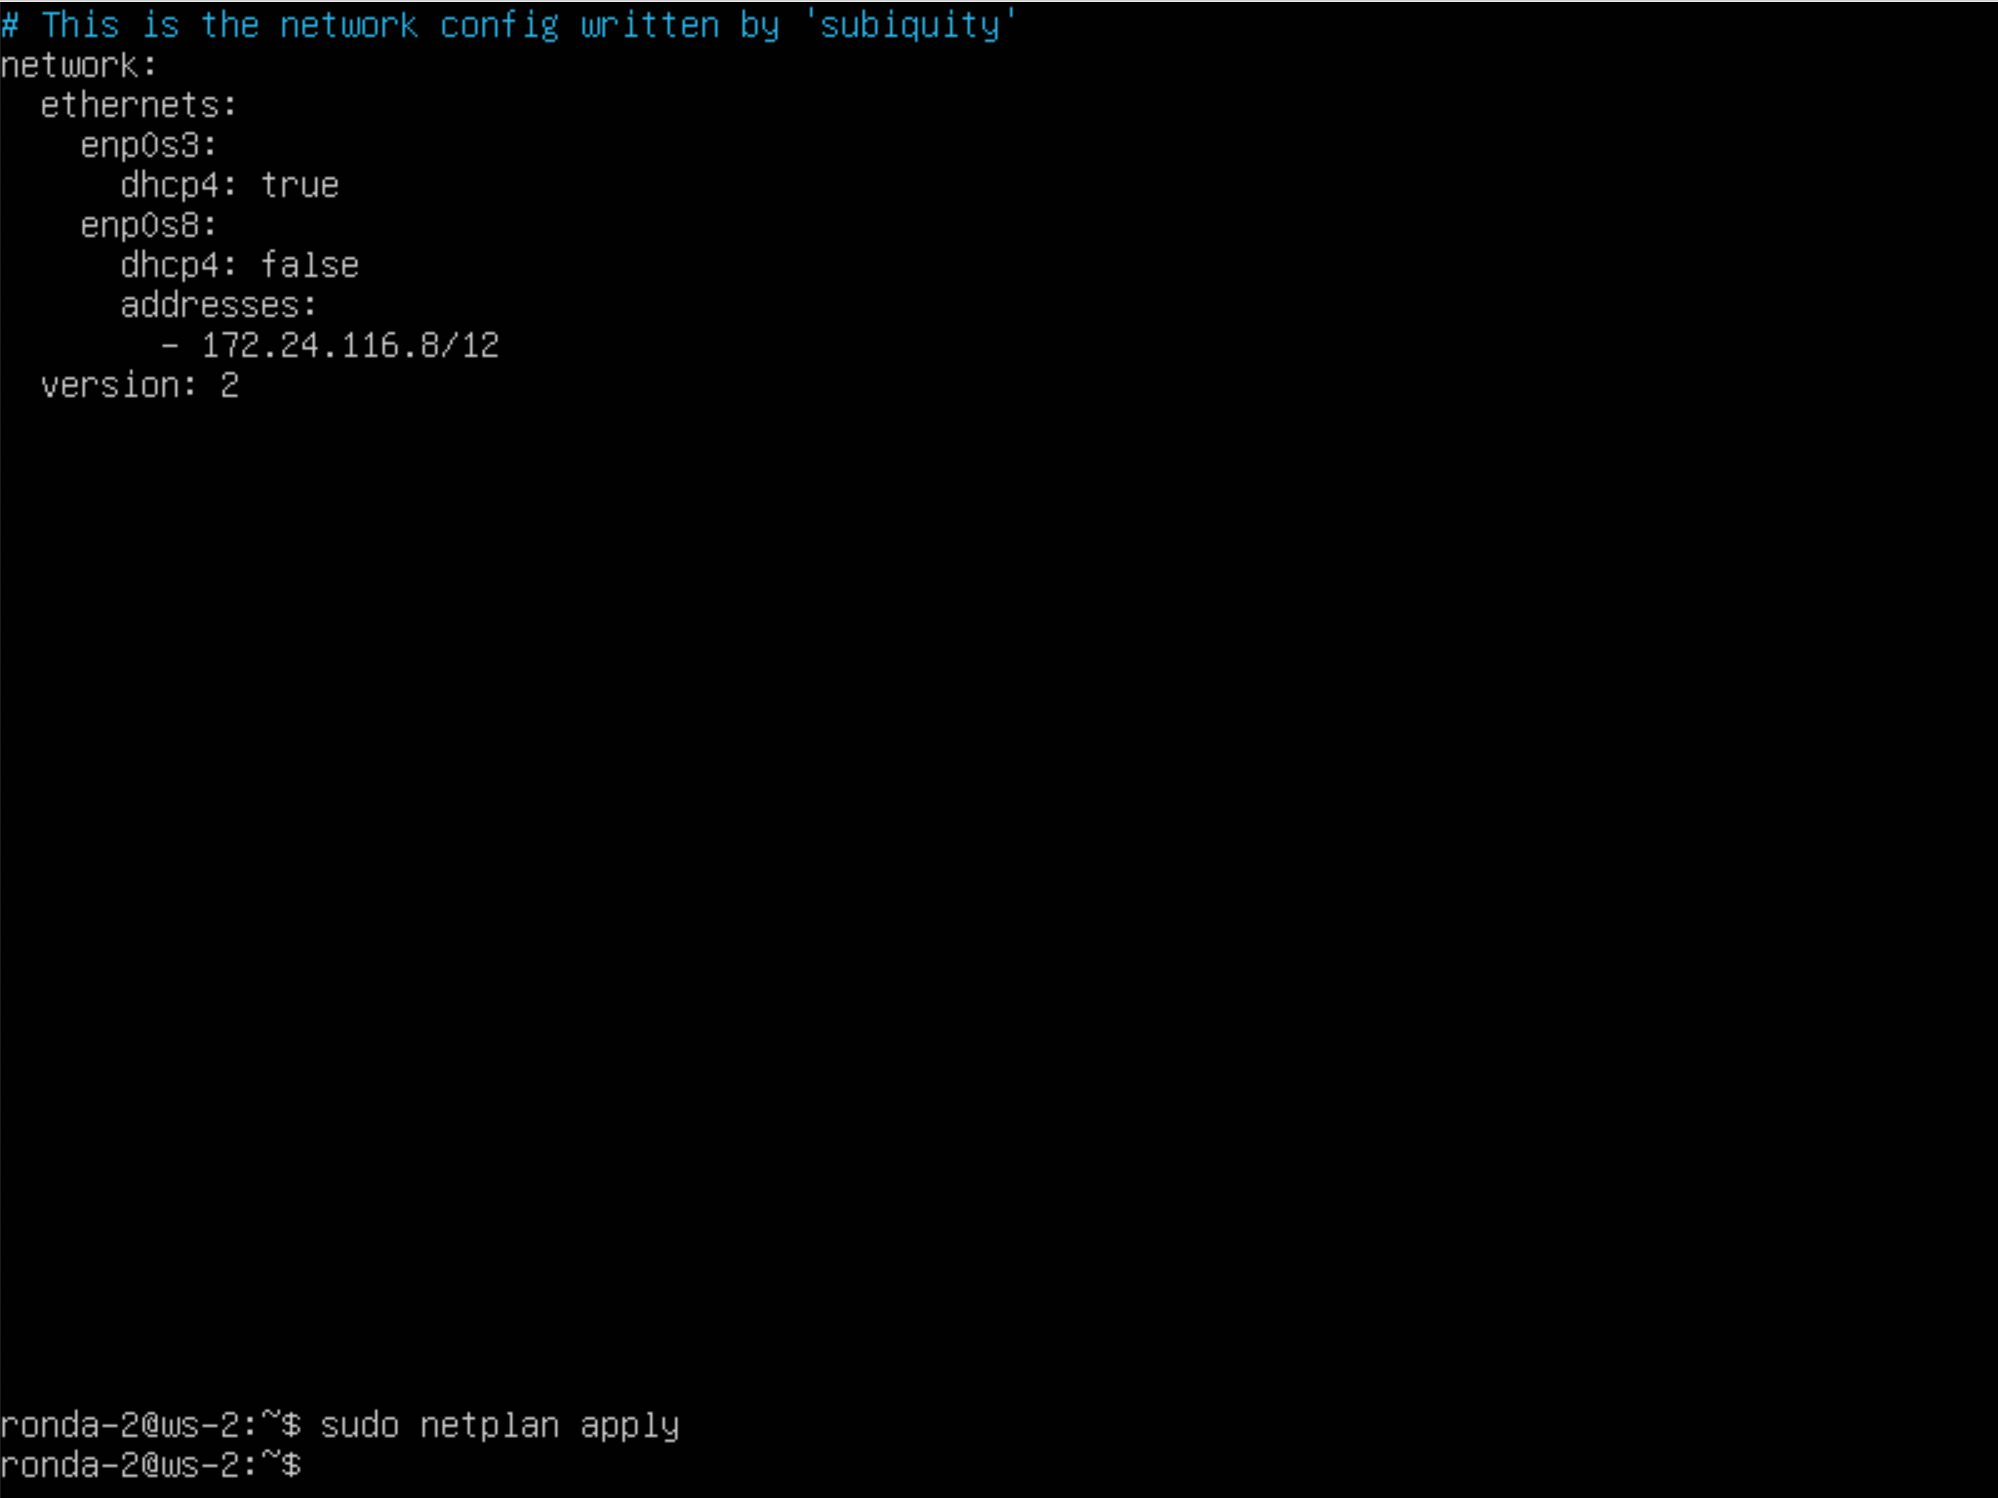 # This is the network config written by 'subiquity'
network:
  ethernets:
    enp0s3:
      dhcp4: true
    enp0s8:
      dhcp4: false
      addresses:
        - 172.24.116.8/12
  version: 2
ronda-2@ws-2:~$ sudo netplan apply
ronda-2@ws-2:~$